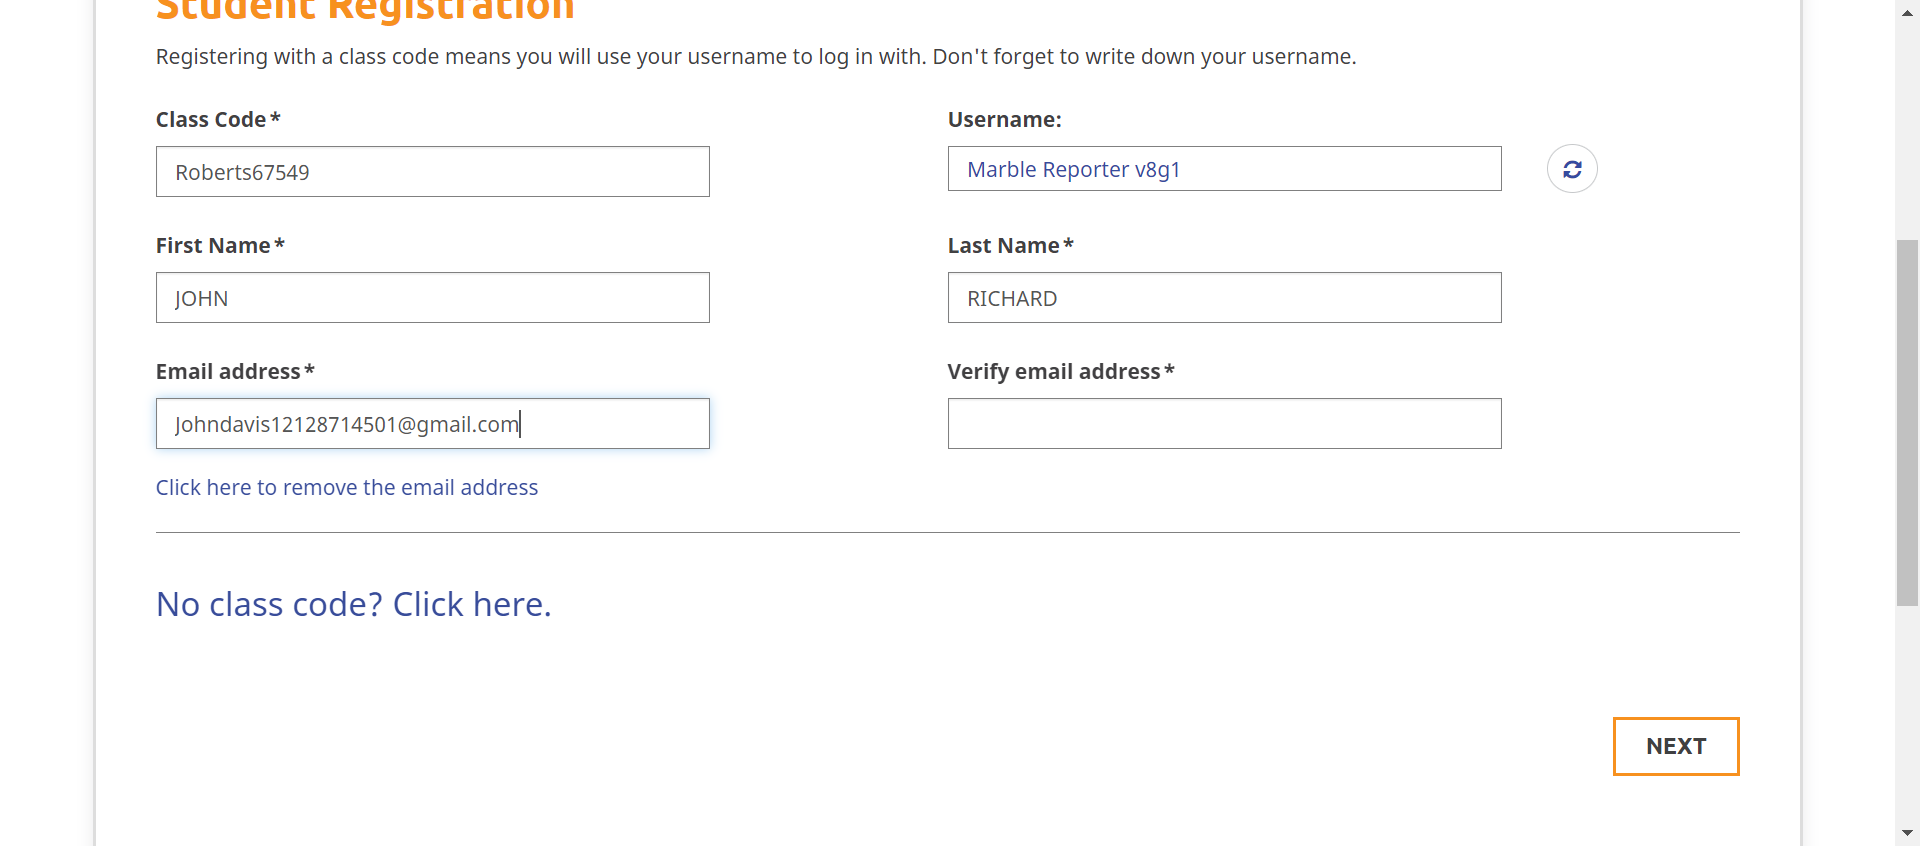 Student Registration
Registering with a class code means you will use your username to log in with. Don't forget to write down your username.
Class Code*
Username:
Roberts67549
Marble Reporter v8g1
First Name*
Last Name*
JOHN
RICHARD
Email address*
Verify email address*
Johndavis12128714501@gmail.com
Click here to remove the email address
No class code? Click here.
NEXT